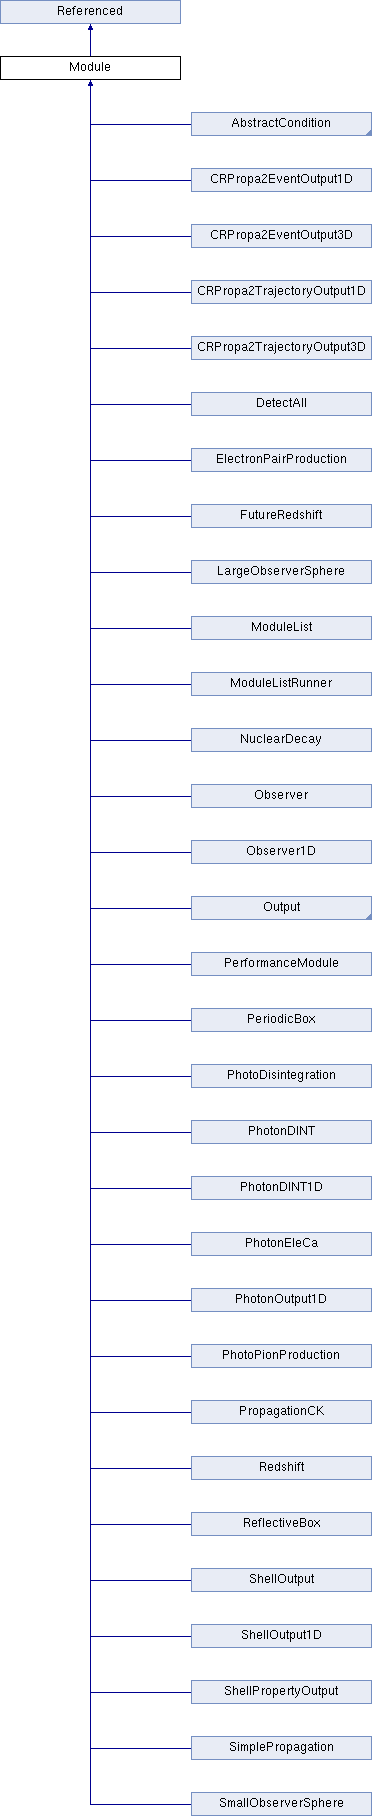 Referenced
Module
AbstractCondition
CRPropa2EventOutput1D
CRPropa2EventOutput3D
CRPropa2TrajectoryOutput1D
CRPropa2TrajectoryOutput3D
DetectAll
ElectronPairProduction
FutureRedshift
LargeObserverSphere
ModuleList
ModuleListRunner
NuclearDecay
Observer
Observer1D
Output
PerformanceModule
PeriodicBox
PhotoDisintegration
PhotonDINT
PhotonDINT1D
PhotonEleCa
PhotonOutput1D
PhotoPionProduction
PropagationCK
Redshift
ReflectiveBox
ShellOutput
ShellOutput1D
ShellPropertyOutput
SimplePropagation
SmallObserverSphere